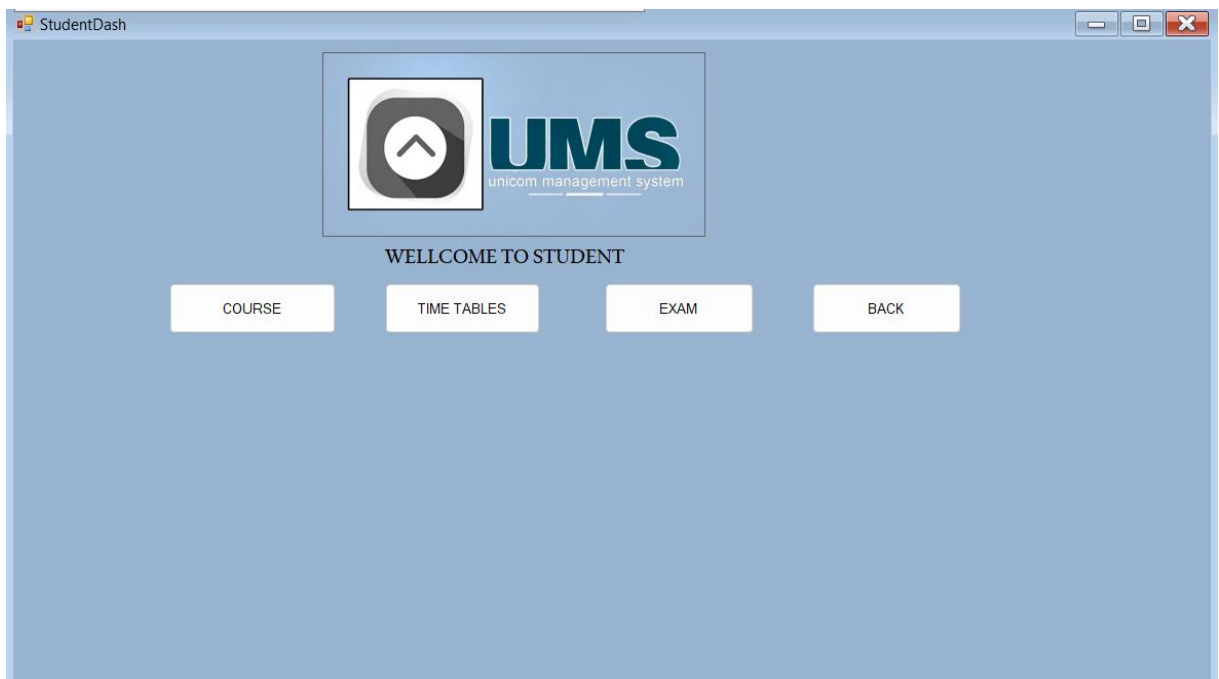 StudentDash
UMS
unicom management system
WELLCOME TO STUDENT
COURSE TIME TABLES EXAM BACK